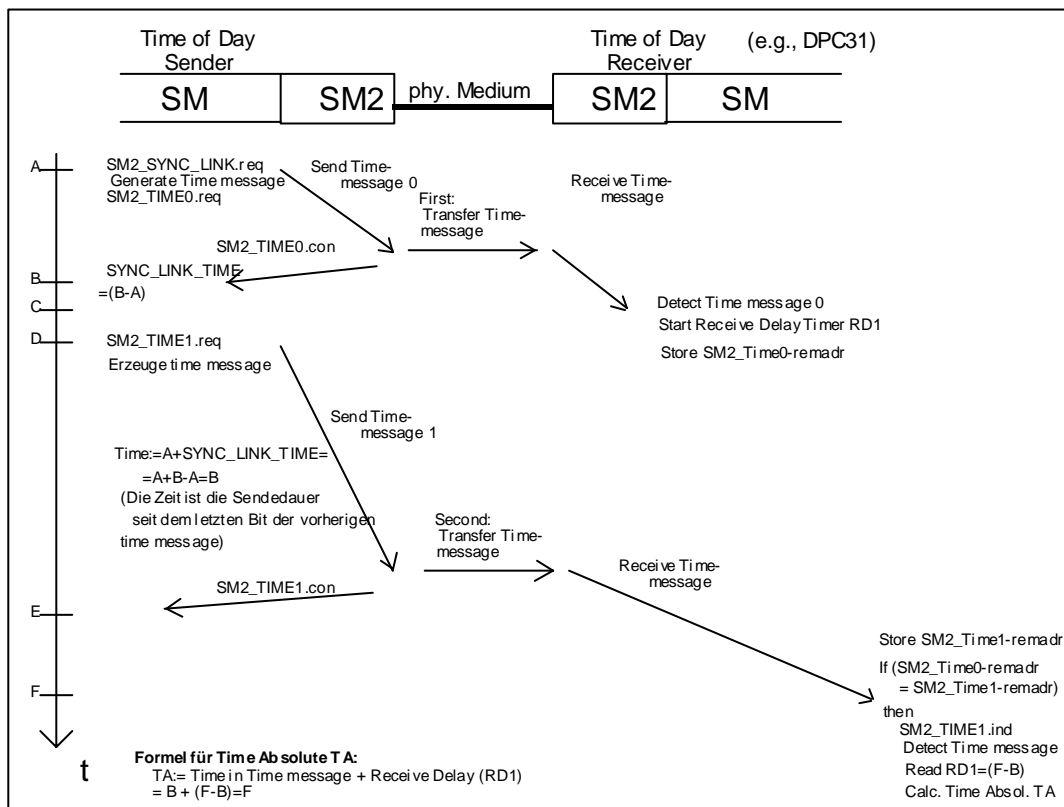 Time of Day
Sender
Time of Day
Receiver
(e.g., DPC31)
SM
SM2
phy. Medium
SM2
SM
A
SM2_SYNC_LINK.req
Generate Time message
SM2_TIME0.req
Send Time-
message 0
Receive Time-
message
First:
Transfer Time-
message
SM2_TIME0.con
B
SYNC_LINK_TIME
=(B-A)
C
Detect Time message 0
Start Receive Delay Timer RD1
Store SM2_Time0-remadr
D
SM2_TIME1.req
Erzeuge time message
Send Time-
message 1
Time:=A+SYNC_LINK_TIME=
=A+B-A=B
(Die Zeit ist die Sendedauer
seit dem letzten Bit der vorherigen
time message)
Second:
Transfer Time-
message
Receive Time-
message
SM2_TIME1.con
E
Store SM2_Time1-remadr
If (SM2_Time0-remadr
= SM2_Time1-remadr)
then
SM2_TIME1.ind
Detect Time message
Read RD1=(F-B)
Calc. Time Absol. TA
F
t
Formel für Time Absolute TA:
TA:= Time in Time message + Receive Delay (RD1)
= B + (F-B)=F